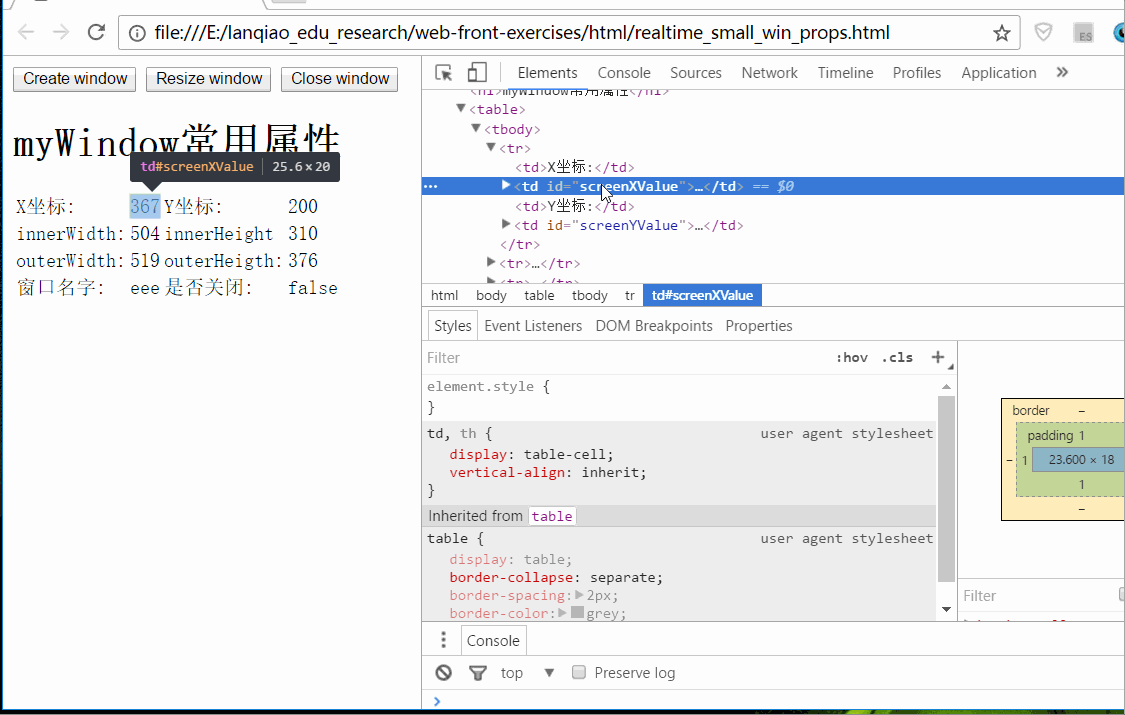 file:///E:/lanqiao_edu_research/web-front-exercises/html/realtime_small_win_props.html
ES
Create window Resize window Close window
myWindow常用属性
td#screenXValue 25.6×20
X坐标: 367 Y坐标: 200
innerWidth: 504 innerHeight 310
outerWidth: 519 outerHeigth: 376
窗口名字: eee 是否关闭: false
Elements Console Sources Network Timeline Profiles Application »
<h1>myWindow常用属性</h1>
▼<table>
▼<tbody>
▼<tr>
<td>X坐标:</td>
… ▶<td id="screenXValue">…</td> == $0
<td>Y坐标:</td>
▶<td id="screenYValue">…</td>
</tr>
▶<tr>…</tr>
▶<tr>…</tr>
html body table tbody tr td#screenXValue
Styles Event Listeners DOM Breakpoints Properties
Filter :hov .cls +
element.style {
}
td, th { user agent stylesheet
display: table-cell;
vertical-align: inherit;
}
Inherited from table
table { user agent stylesheet
display: table;
border-collapse: separate;
border-spacing:▶2px;
border-color:▶grey;
border –
padding 1
– 1 23.600 × 18
1
–
Filter
Console
top ▼ Preserve log
>